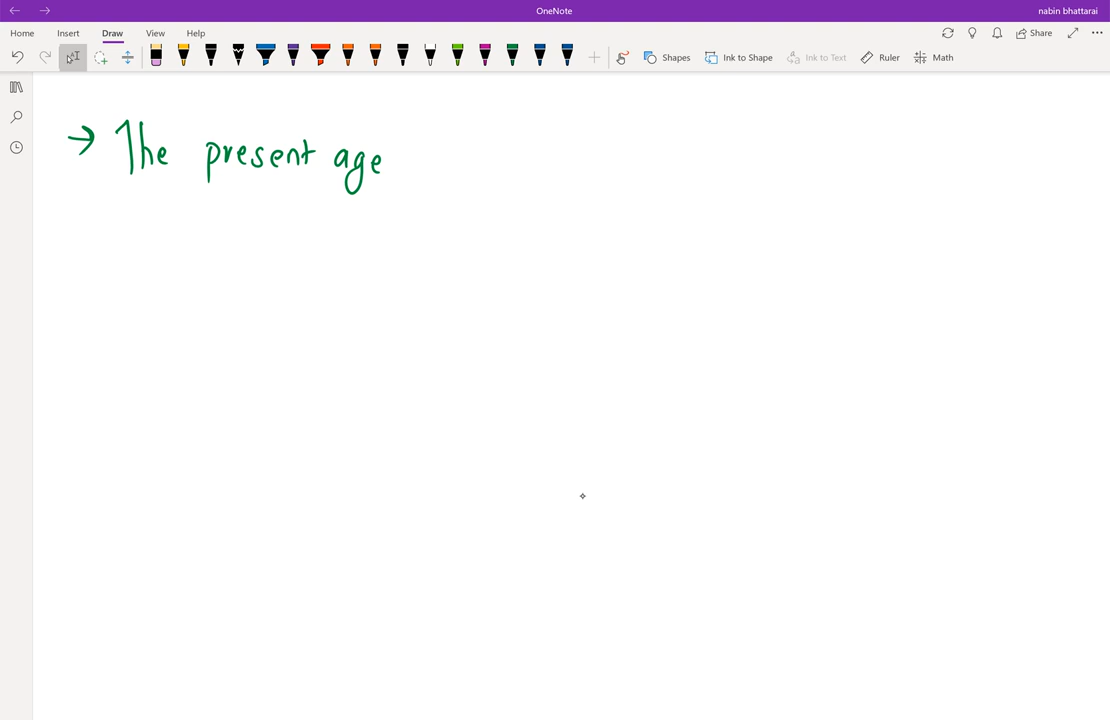 OneNote
nabin bhattarai
Home Insert Draw View Help
Share
Shapes Ink to Shape Ink to Text Ruler Math
→ The present age